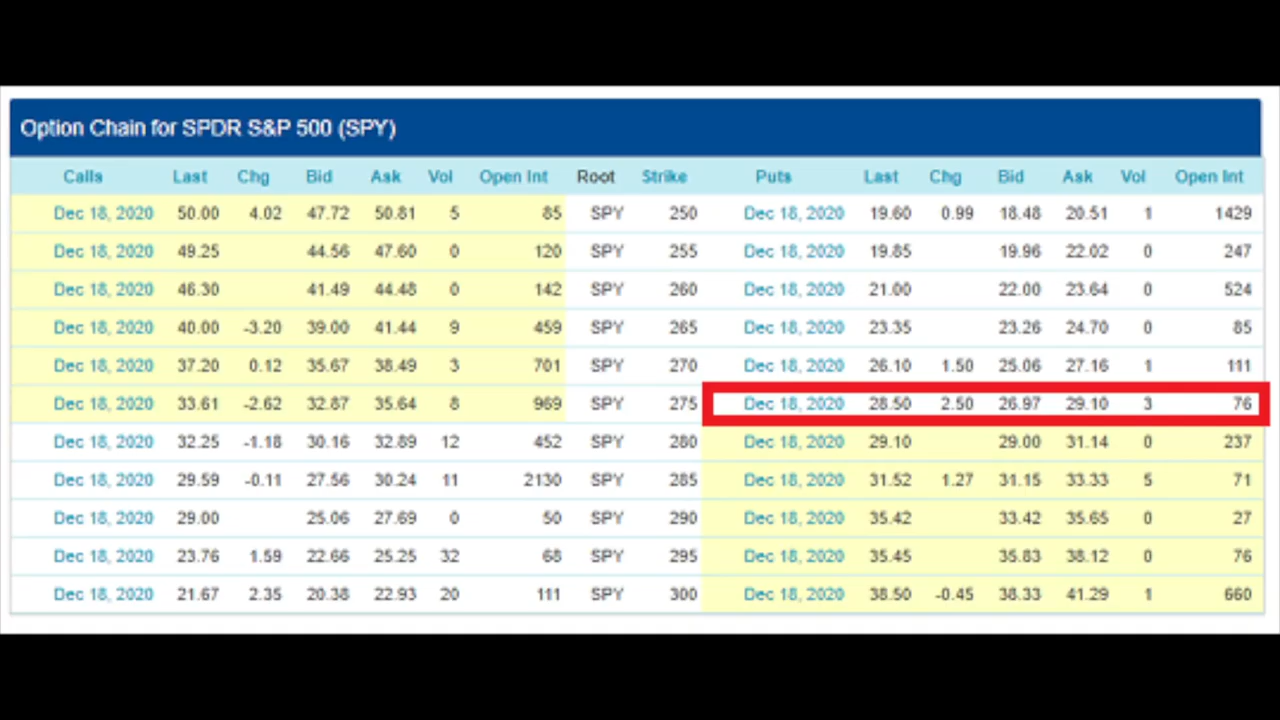 Option Chain for SPDR S&P 500 (SPY)
Calls Last Chg Bid Ask Vol Open Int Root Strike Puts Last Chg Bid Ask Vol Open Int
Dec 18, 2020 50.00 4.02 47.72 50.81 5 85 SPY 250 Dec 18, 2020 19.60 0.99 18.48 20.51 1 1429
Dec 18, 2020 49.25 44.56 47.60 0 120 SPY 255 Dec 18, 2020 19.85 19.96 22.02 0 247
Dec 18, 2020 46.30 41.49 44.48 0 142 SPY 260 Dec 18, 2020 21.00 22.00 23.64 0 524
Dec 18, 2020 40.00 -3.20 39.00 41.44 9 459 SPY 265 Dec 18, 2020 23.35 23.26 24.70 0 85
Dec 18, 2020 37.20 0.12 35.67 38.49 3 701 SPY 270 Dec 18, 2020 26.10 1.50 25.06 27.16 1 111
Dec 18, 2020 33.61 -2.62 32.87 35.64 8 969 SPY 275 Dec 18, 2020 28.50 2.50 26.97 29.10 3 76
Dec 18, 2020 32.25 -1.18 30.16 32.89 12 452 SPY 280 Dec 18, 2020 29.10 29.00 31.14 0 237
Dec 18, 2020 29.59 -0.11 27.56 30.24 11 2130 SPY 285 Dec 18, 2020 31.52 1.27 31.15 33.33 5 71
Dec 18, 2020 29.00 25.06 27.69 0 50 SPY 290 Dec 18, 2020 35.42 33.42 35.65 0 27
Dec 18, 2020 23.76 1.59 22.66 25.25 32 68 SPY 295 Dec 18, 2020 35.45 35.83 38.12 0 76
Dec 18, 2020 21.67 2.35 20.38 22.93 20 111 SPY 300 Dec 18, 2020 38.50 -0.45 38.33 41.29 1 660